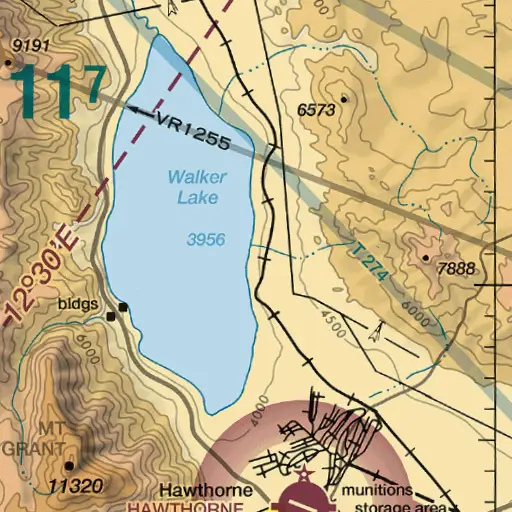 9191
11⁷
6573
VR1255
Walker
Lake
3956
T 274
7888
12°30'E
bldgs
6000
4500
6000
4000
MT
GRANT
11320
Hawthorne
munitions
HAWTHORNE
storage area